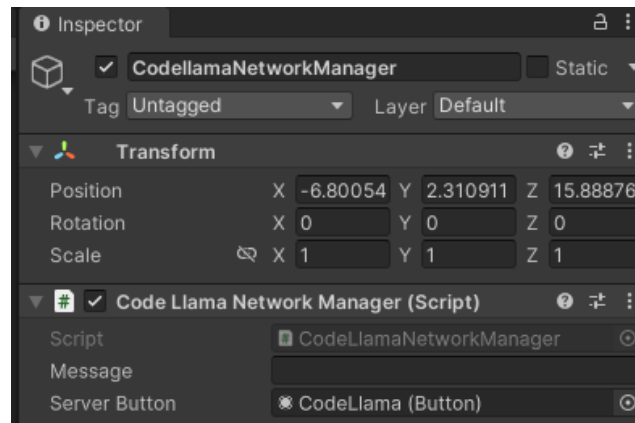 Inspector
CodellamaNetworkManager Static
Tag Untagged Layer Default
Transform
Position X -6.80054 Y 2.310911 Z 15.88876
Rotation X 0 Y 0 Z 0
Scale X 1 Y 1 Z 1
# Code Llama Network Manager (Script)
Script # CodeLlamaNetworkManager
Message
Server Button CodeLlama (Button)